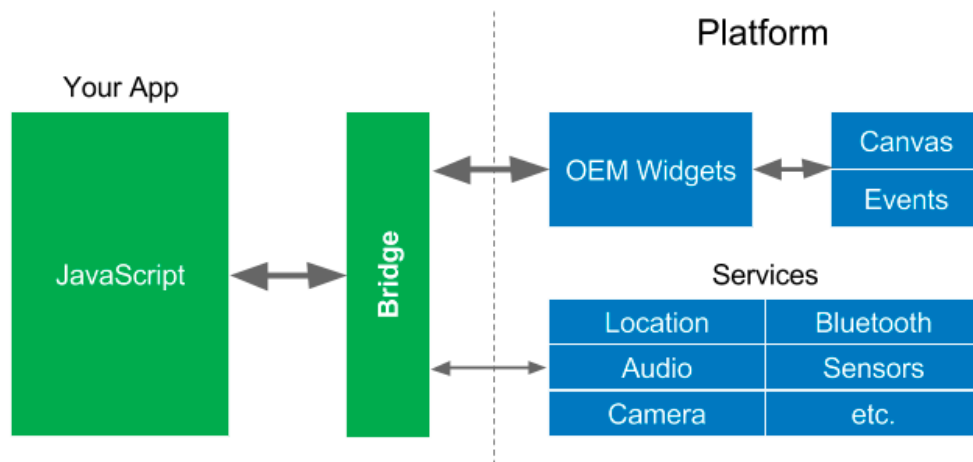 Platform
Your App
JavaScript
Bridge
OEM Widgets
Canvas
Events
Services
Location
Bluetooth
Audio
Sensors
Camera
etc.